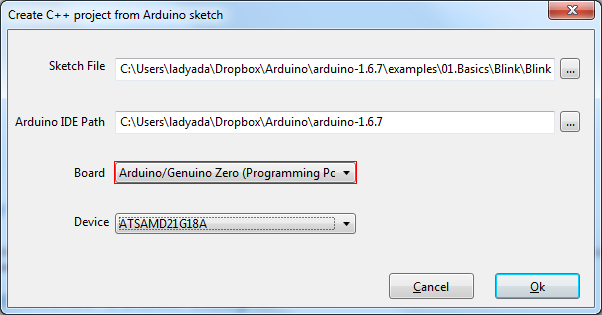 Create C++ project from Arduino sketch
Sketch File C:\Users\ladyada\Dropbox\Arduino\arduino-1.6.7\examples\01.Basics\Blink\Blink ...
Arduino IDE Path C:\Users\ladyada\Dropbox\Arduino\arduino-1.6.7 ...
Board Arduino/Genuino Zero (Programming Pc
Device ATSAMD21G18A
Cancel Ok